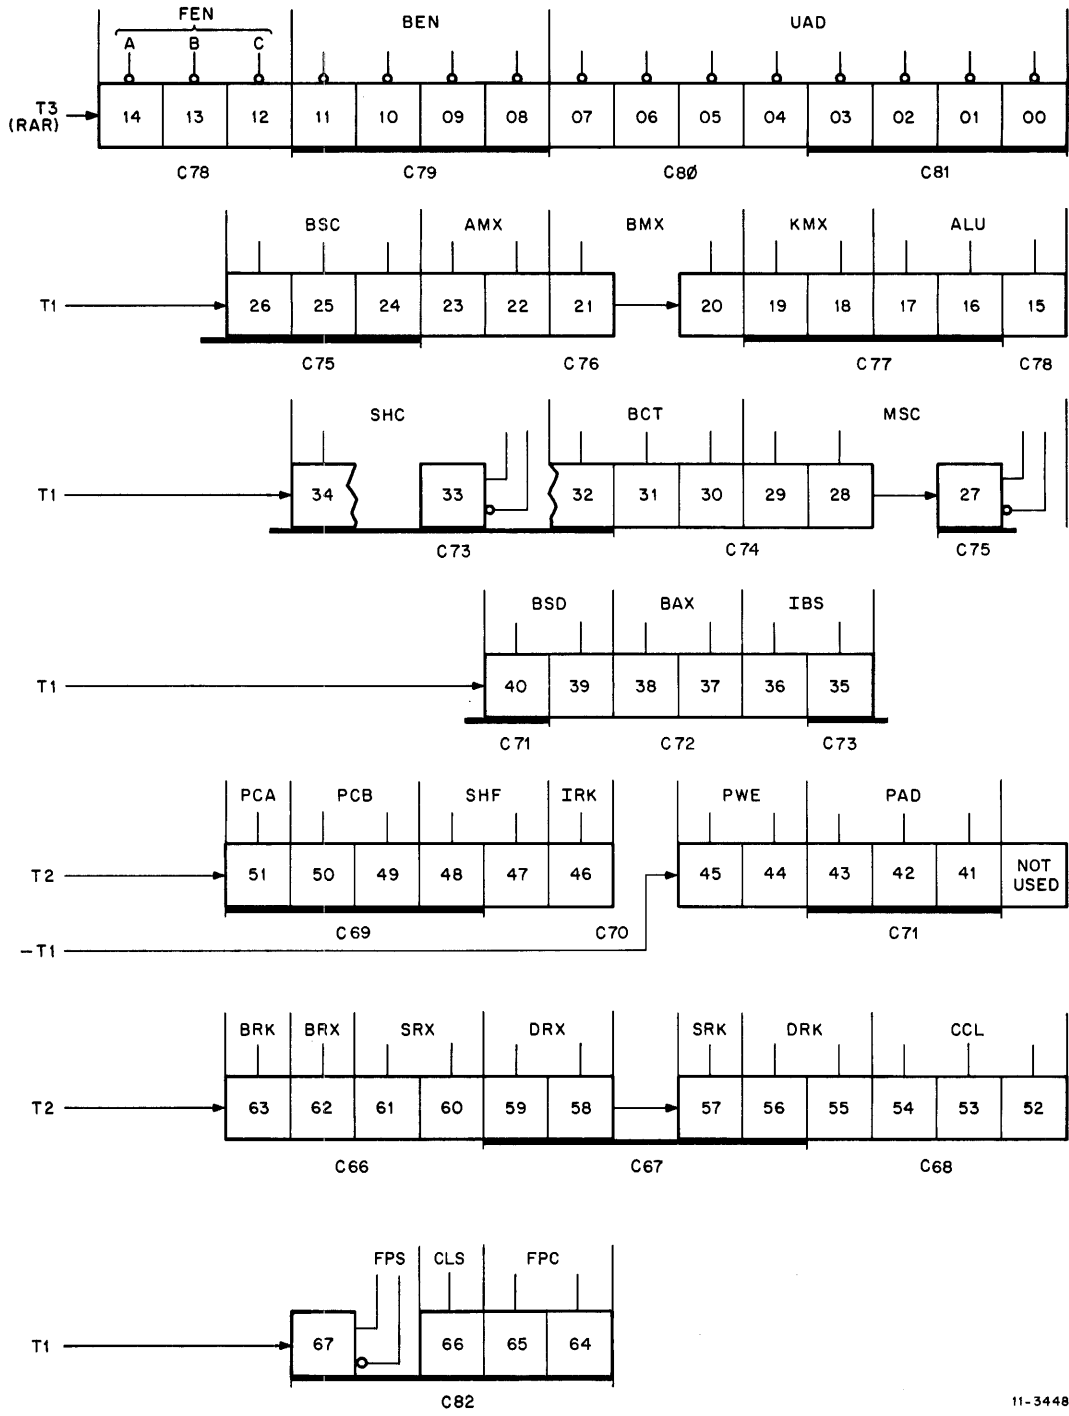 FEN BEN UAD
A B C
T3 (RAR) 14 13 12 11 10 09 08 07 06 05 04 03 02 01 00
C78 C79 C8Ø C81
BSC AMX BMX KMX ALU
T1 26 25 24 23 22 21 20 19 18 17 16 15
C75 C76 C77 C78
SHC BCT MSC
T1 34 33 32 31 30 29 28 27
C73 C74 C75
BSD BAX IBS
T1 40 39 38 37 36 35
C71 C72 C73
PCA PCB SHF IRK PWE PAD
T2 51 50 49 48 47 46 45 44 43 42 41 NOT USED
C69 C70 C71
-T1
BRK BRX SRX DRX SRK DRK CCL
T2 63 62 61 60 59 58 57 56 55 54 53 52
C66 C67 C68
FPS CLS FPC
T1 67 66 65 64
C82
11-3448